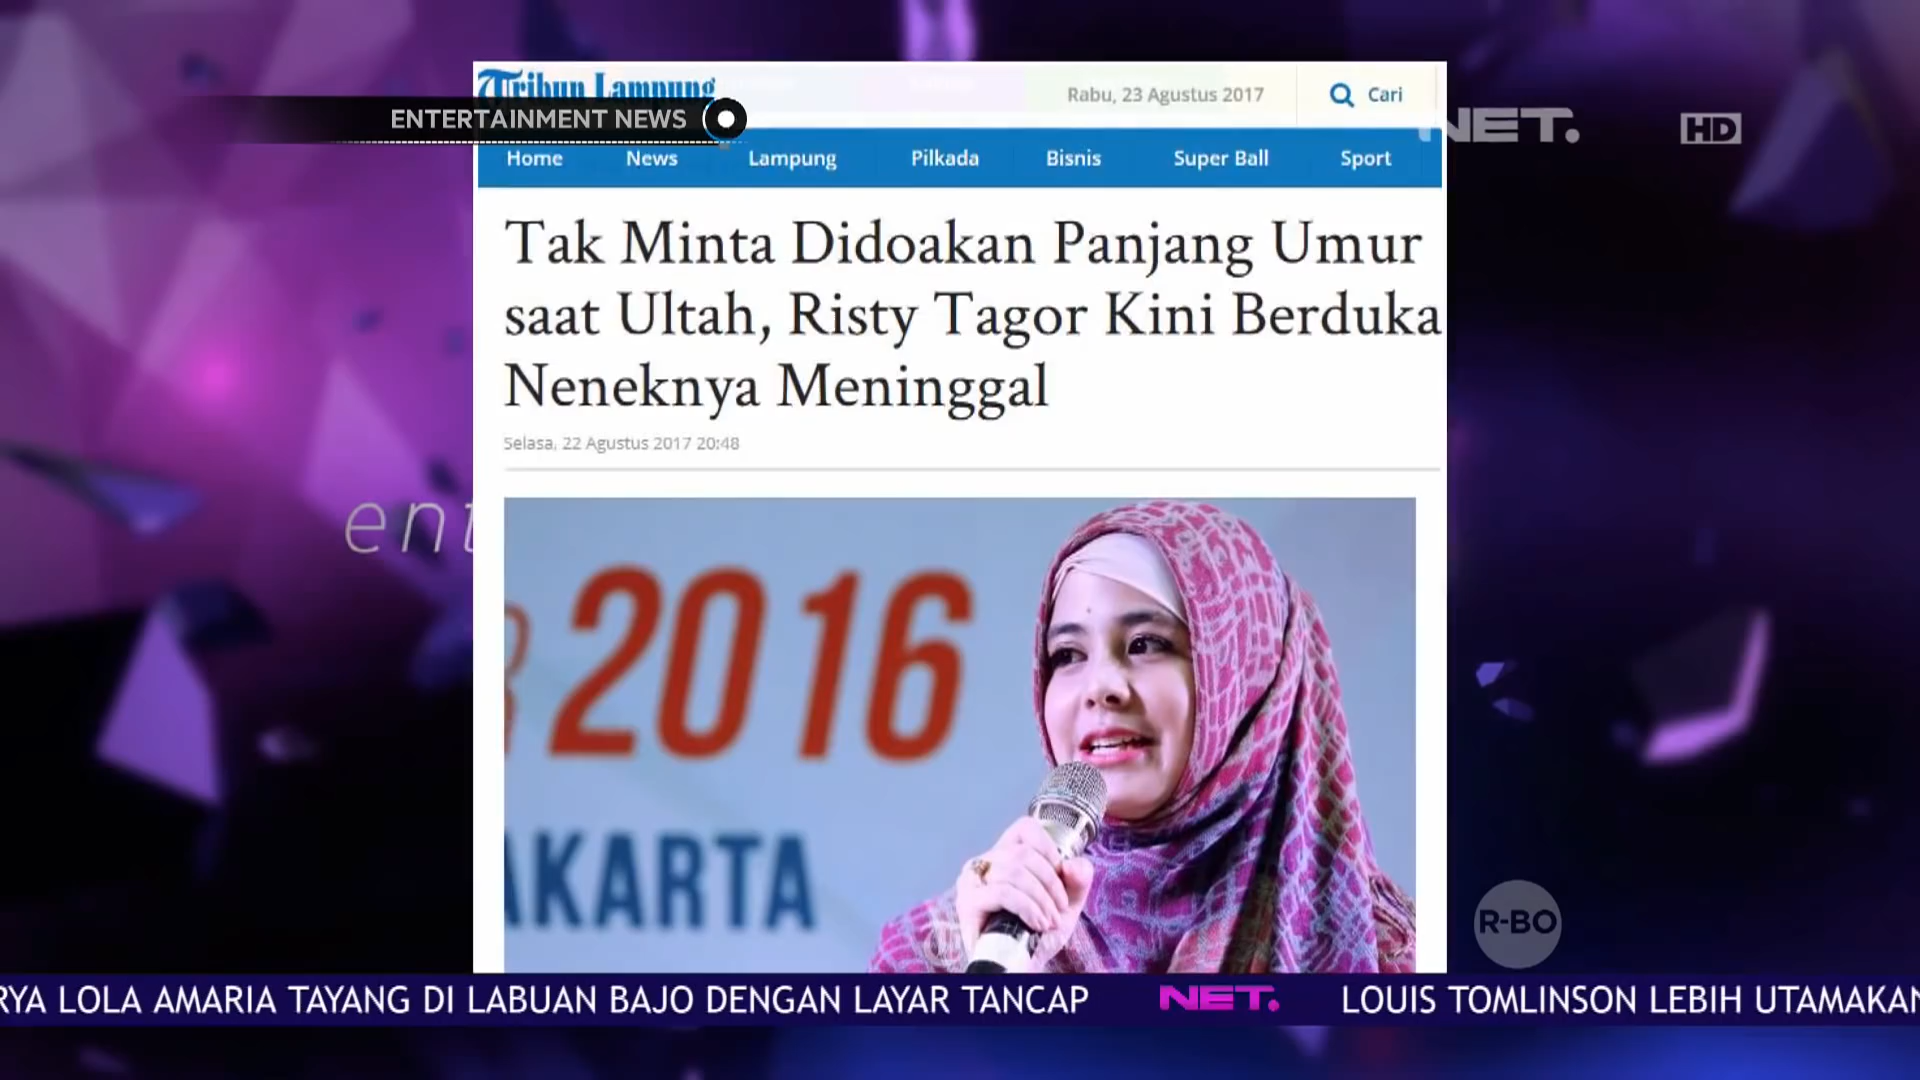 Tribun Lampung
Rabu, 23 Agustus 2017
Cari
ENTERTAINMENT NEWS
NET.
HD
Home News Lampung Pilkada Bisnis Super Ball Sport
Tak Minta Didoakan Panjang Umur
saat Ultah, Risty Tagor Kini Berduka
Neneknya Meninggal
Selasa, 22 Agustus 2017 20:48
ent
2016
AKARTA
R-BO
RYA LOLA AMARIA TAYANG DI LABUAN BAJO DENGAN LAYAR TANCAP NET. LOUIS TOMLINSON LEBIH UTAMAKAN